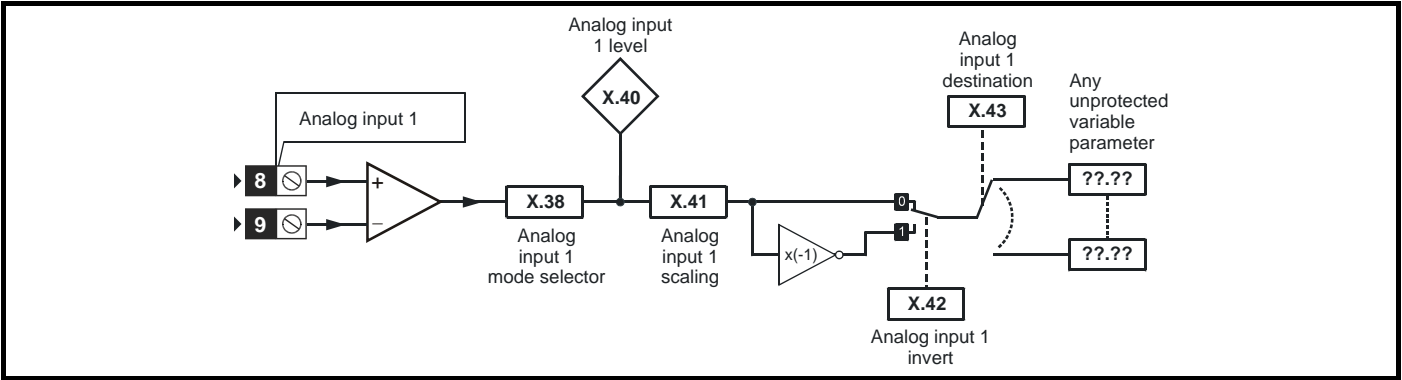 Analog input
1 level
X.40
Analog
input 1
destination
X.43
Any
unprotected
variable
parameter
Analog input 1
8
9
+
−
X.38
Analog
input 1
mode selector
X.41
Analog
input 1
scaling
x(-1)
0
1
X.42
Analog input 1
invert
??.??
??.??